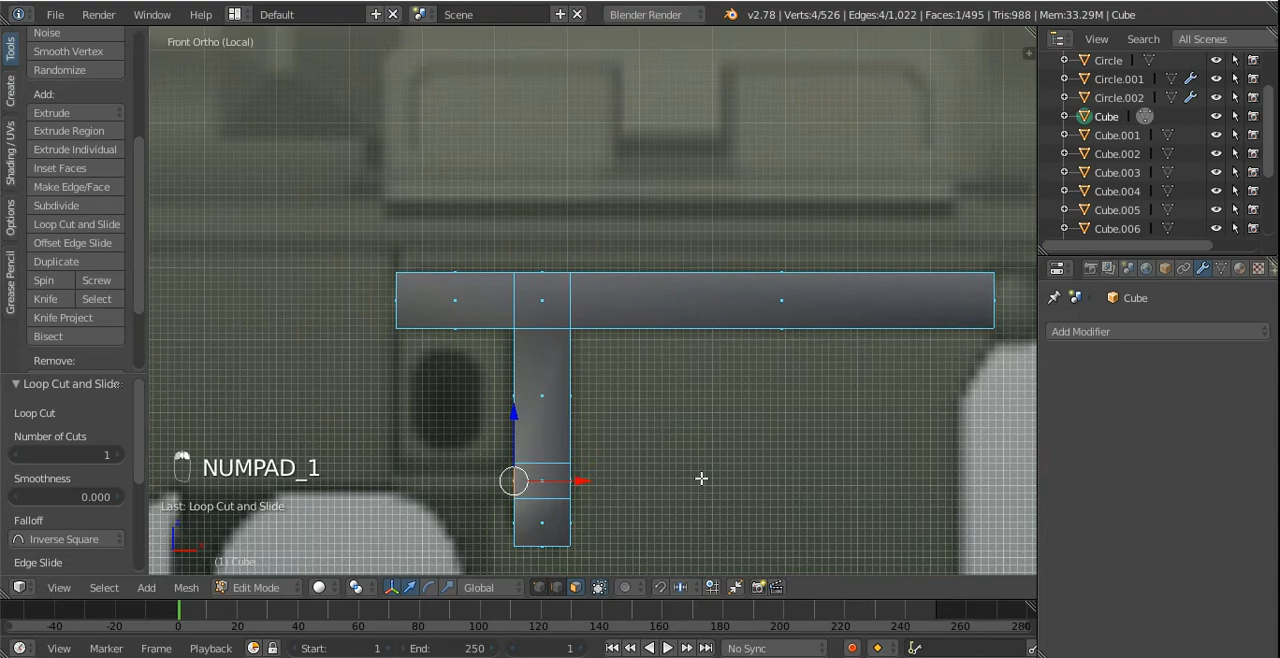 File Render Window Help Default Scene Blender Render v2.78 | Verts:4/526 | Edges:4/1,022 | Faces:1/495 | Tris:988 | Mem:33.29M | Cube
Front Ortho (Local)
Tools
Create
Shading / UVs
Options
Grease Pencil
Noise
Smooth Vertex
Randomize
Add:
Extrude
Extrude Region
Extrude Individual
Inset Faces
Make Edge/Face
Subdivide
Loop Cut and Slide
Offset Edge Slide
Duplicate
Spin Screw
Knife Select
Knife Project
Bisect
Remove:
Loop Cut and Slide
Loop Cut
Number of Cuts
1
Smoothness
0.000
Falloff
Inverse Square
Edge Slide
NUMPAD_1
Last: Loop Cut and Slide
(1) Cube
View Search All Scenes
Circle
Circle.001
Circle.002
Cube
Cube.001
Cube.002
Cube.003
Cube.004
Cube.005
Cube.006
Cube
Add Modifier
View Select Add Mesh Edit Mode Global
-40 -20 0 20 40 60 80 100 120 140 160 180 200 220 240 260 280
View Marker Frame Playback Start: 1 End: 250 1 No Sync